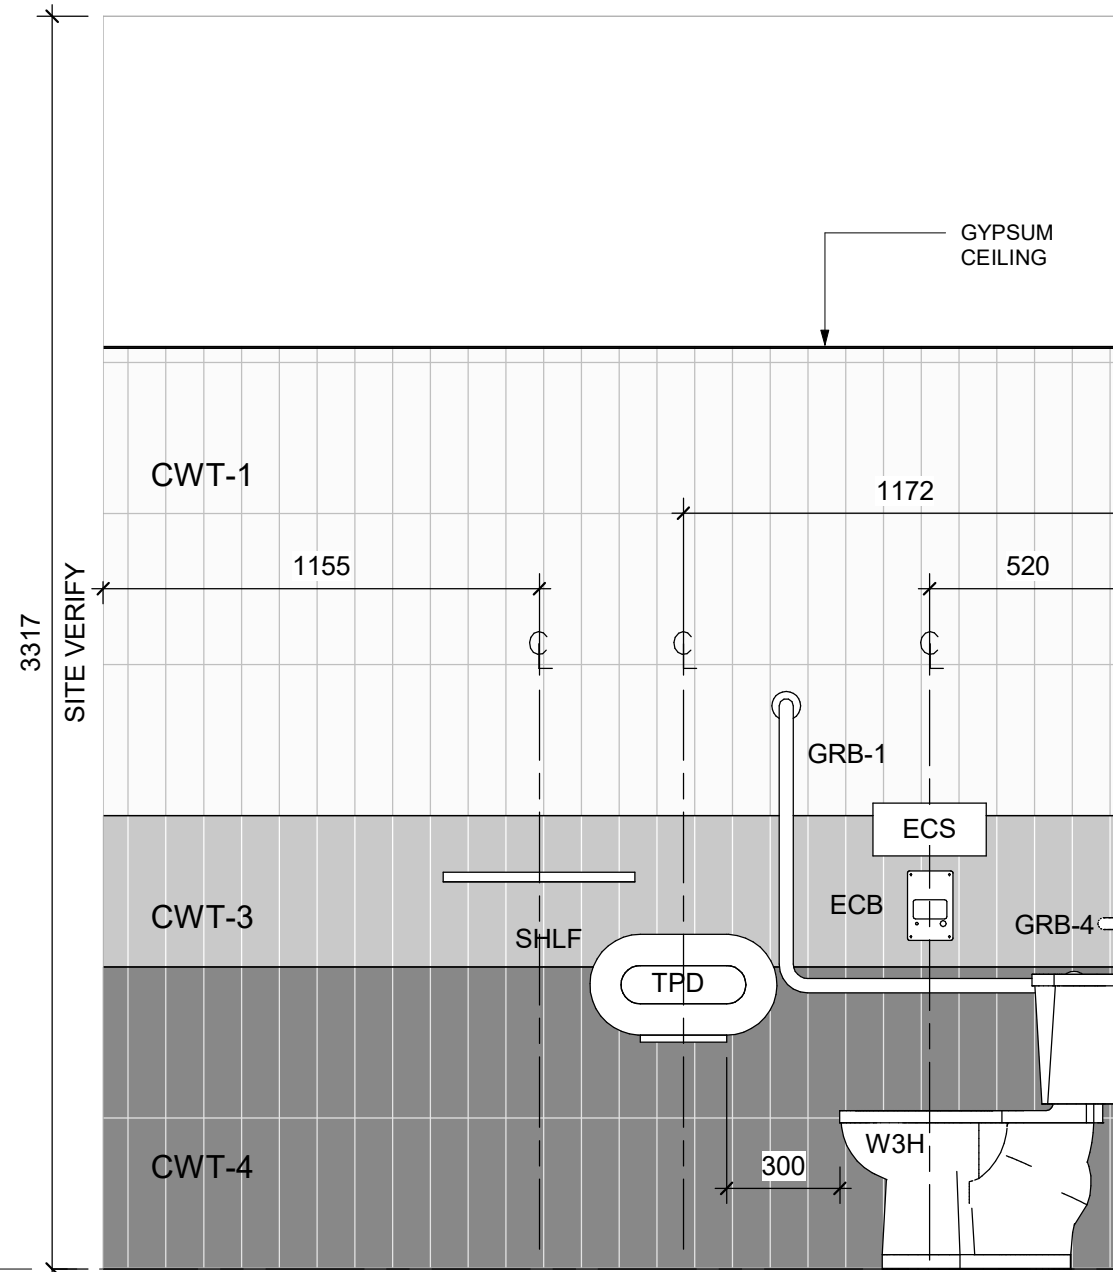 GYPSUM
CEILING
CWT-1
1172
1155
520
3317
SITE VERIFY
GRB-1
ECS
ECB
CWT-3
GRB-4
SHLF
TPD
W3H
CWT-4
300